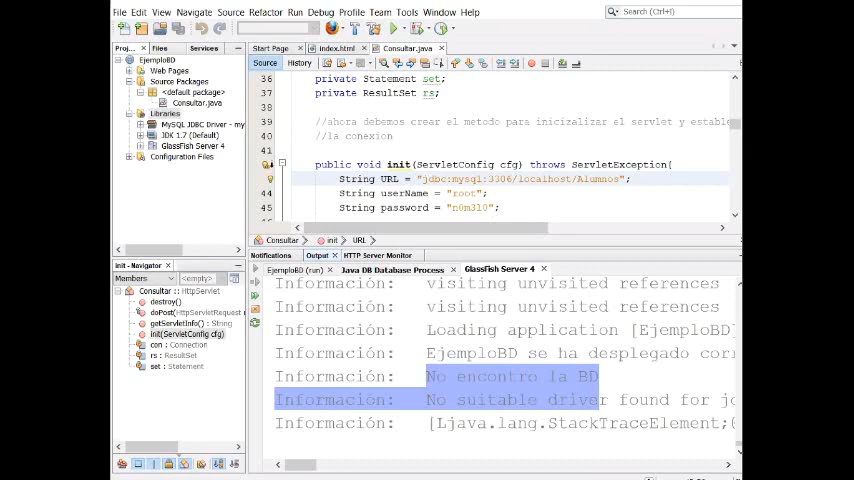 File Edit View Navigate Source Refactor Run Debug Profile Team Tools Window Help
Search (Ctrl+I)
Proj... Files Services
EjemploBD
Web Pages
Source Packages
<default package>
Consultar.java
Libraries
MySQL JDBC Driver - my
JDK 1.7 (Default)
GlassFish Server 4
Configuration Files
Start Page index.html Consultar.java
Source History
36 private Statement set;
37 private ResultSet rs;
38
39 //ahora debemos crear el metodo para inicizalizar el servlet y estable
40 //la conexion
41
public void init(ServletConfig cfg) throws ServletException{
String URL = "jdbc:mysql:3306/localhost/Alumnos";
44 String userName = "root";
45 String password = "n0m3l0";
Consultar init URL
init - Navigator
Members <empty>
Consultar :: HttpServlet
destroy()
doPost(HttpServletRequest r
getServletInfo() : String
init(ServletConfig cfg)
con : Connection
rs : ResultSet
set : Statement
Notifications Output HTTP Server Monitor
EjemploBD (run) Java DB Database Process GlassFish Server 4
Información: visiting unvisited references
Información: visiting unvisited references
Información: Loading application [EjemploBD]
Información: EjemploBD se ha desplegado corr
Información: No encontro la BD
Información: No suitable driver found for jd
Información: [Ljava.lang.StackTraceElement;@